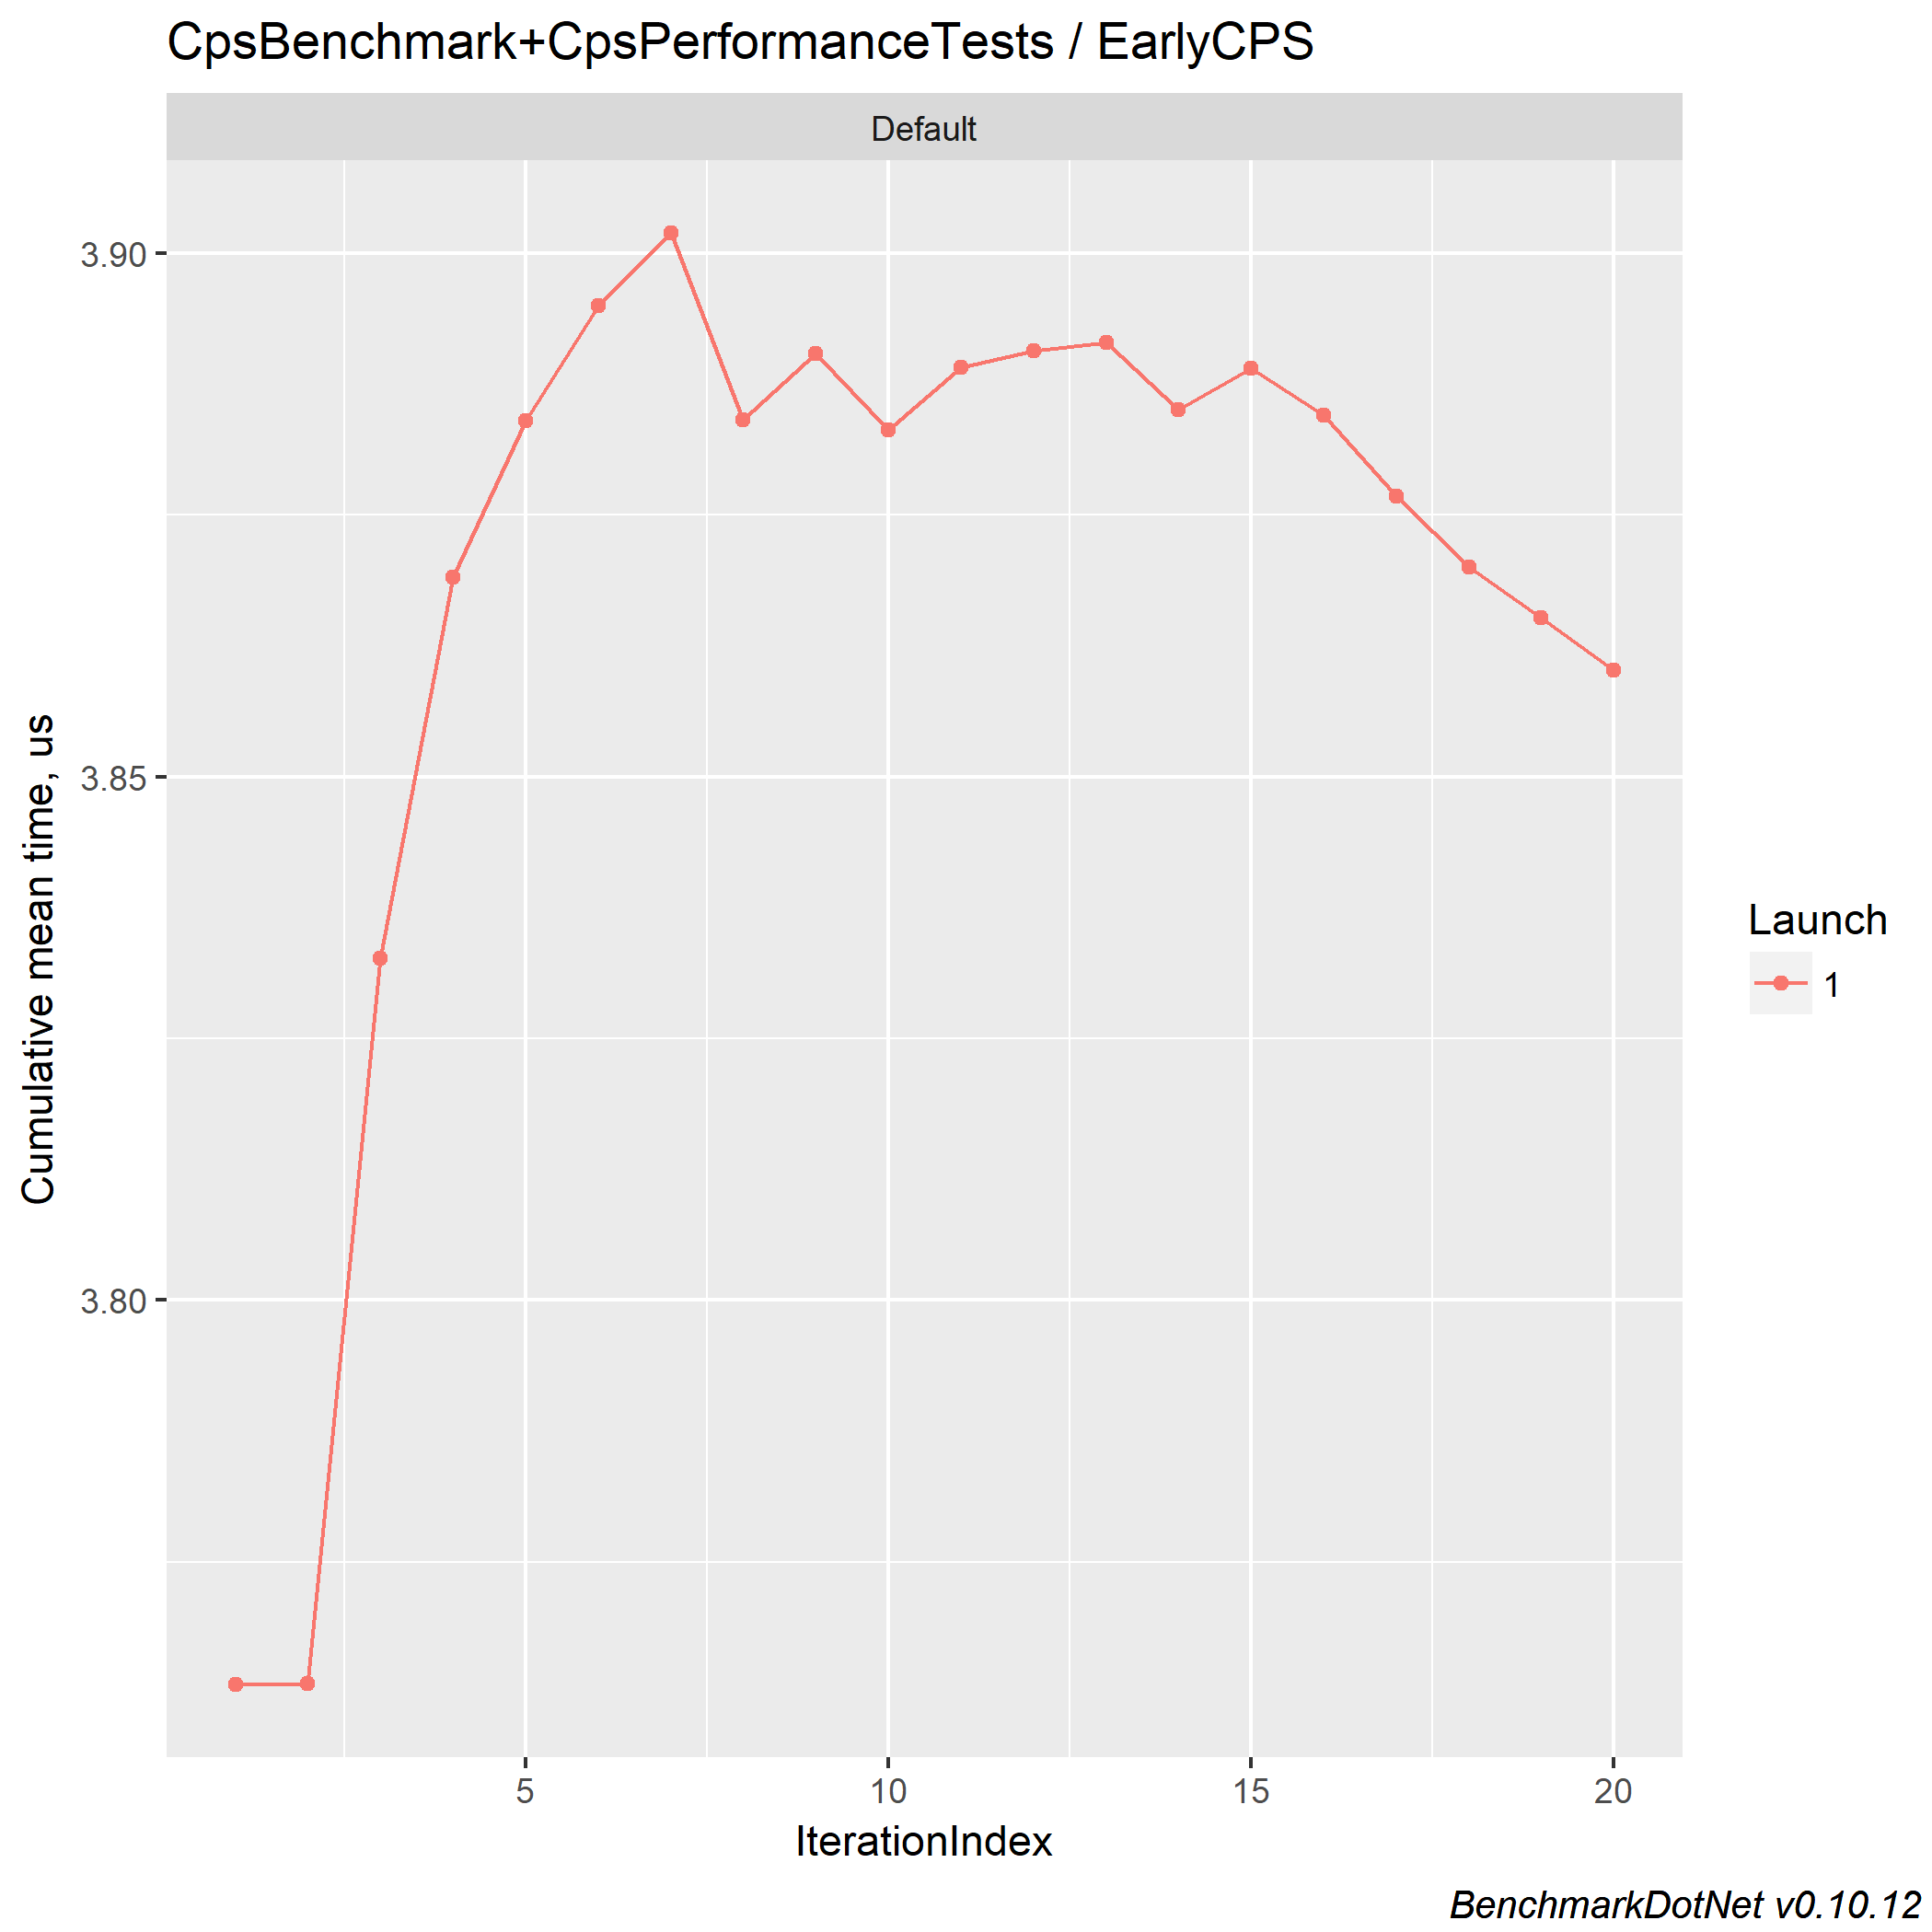 CpsBenchmark+CpsPerformanceTests / EarlyCPS
Default
3.90
3.85
3.80
Cumulative mean time, us
5 10 15 20
IterationIndex
Launch
1
BenchmarkDotNet v0.10.12